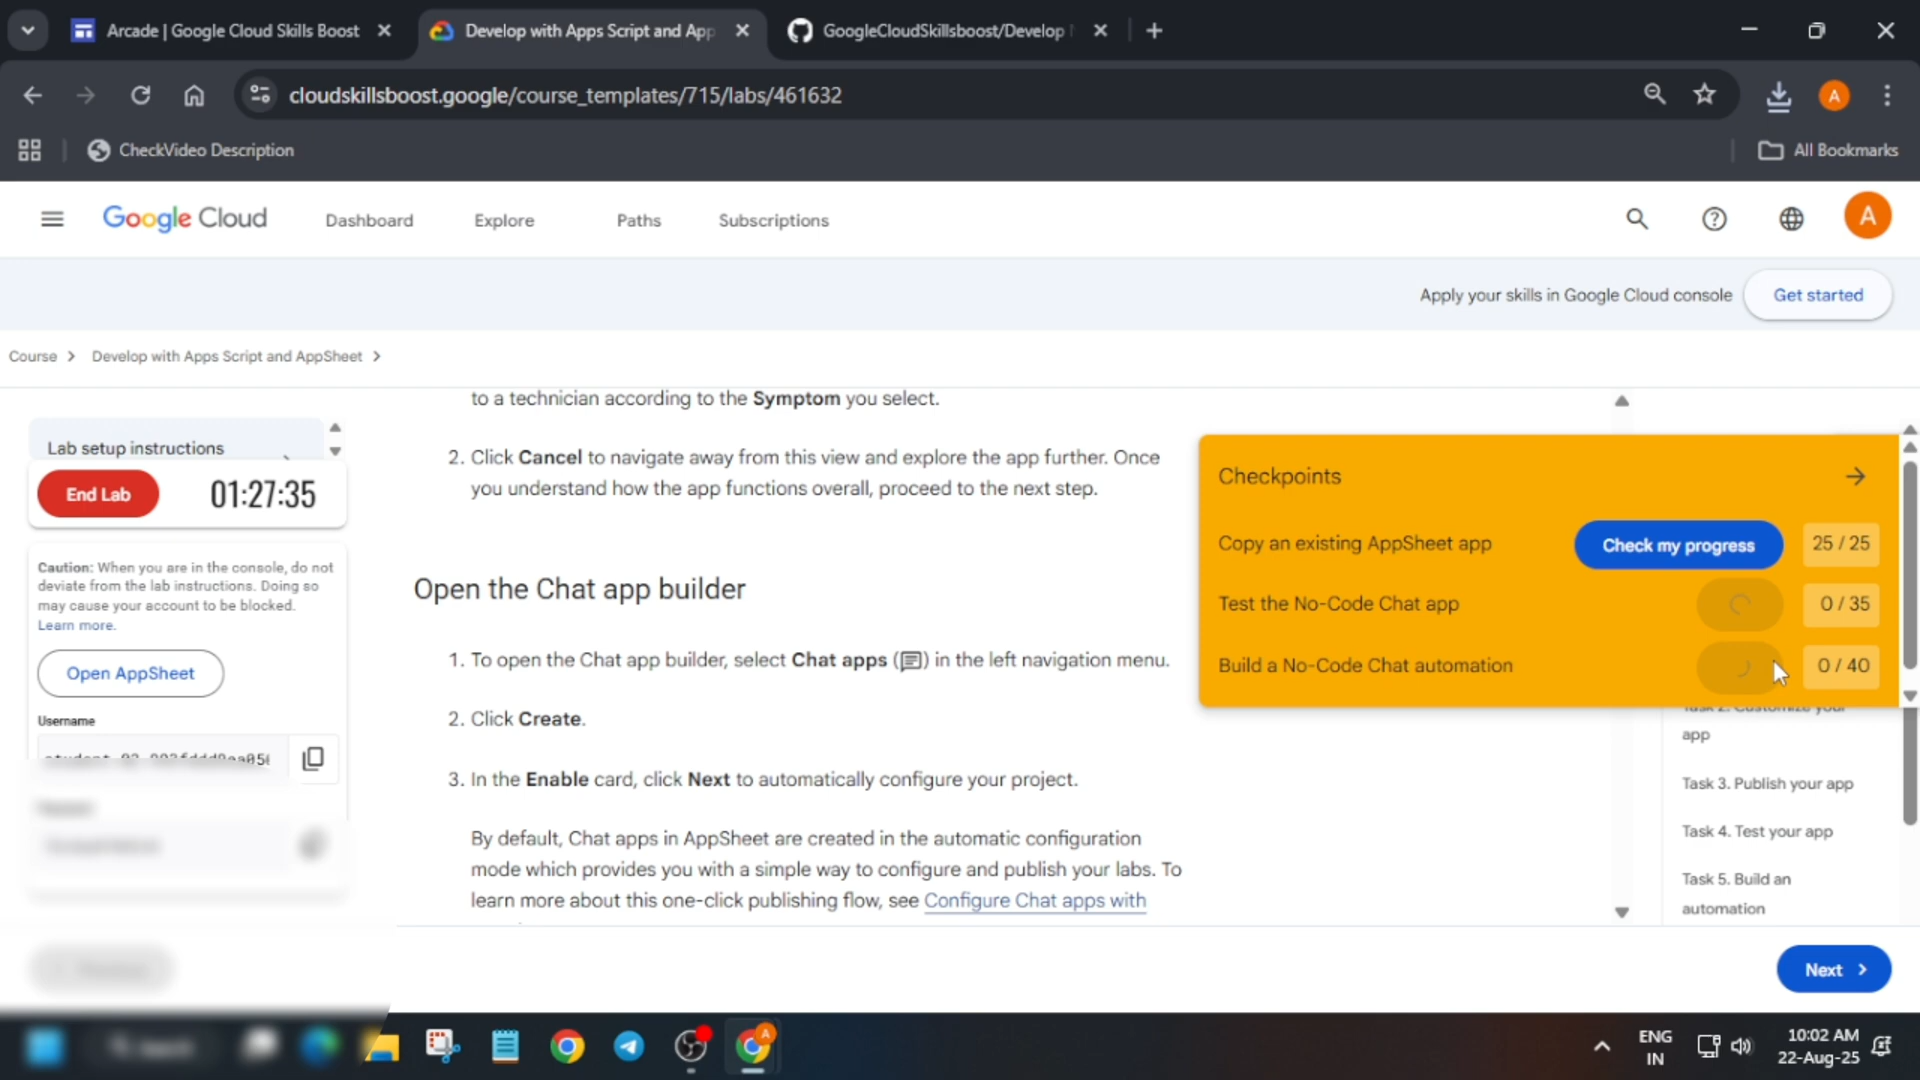 Arcade | Google Cloud Skills Boost
Develop with Apps Script and App
GoogleCloudSkillsboost/Develop
cloudskillsboost.google/course_templates/715/labs/461632
CheckVideo Description
All Bookmarks
A
Google Cloud
Dashboard
Explore
Paths
Subscriptions
A
Apply your skills in Google Cloud console
Get started
Course
Develop with Apps Script and AppSheet
Lab setup instructions
End Lab
01:27:35
Caution: When you are in the console, do not
deviate from the lab instructions. Doing so
may cause your account to be blocked.
Learn more.
Open AppSheet
Username
to a technician according to the Symptom you select.
2. Click Cancel to navigate away from this view and explore the app further. Once
you understand how the app functions overall, proceed to the next step.
Open the Chat app builder
1. To open the Chat app builder, select Chat apps () in the left navigation menu.
2. Click Create.
3. In the Enable card, click Next to automatically configure your project.
By default, Chat apps in AppSheet are created in the automatic configuration
mode which provides you with a simple way to configure and publish your labs. To
learn more about this one-click publishing flow, see Configure Chat apps with
Checkpoints
Copy an existing AppSheet app
Check my progress
25 / 25
Test the No-Code Chat app
0 / 35
Build a No-Code Chat automation
0 / 40
Task 2. Customize your
app
Task 3. Publish your app
Task 4. Test your app
Task 5. Build an
automation
Next
ENG
IN
10:02 AM
22-Aug-25